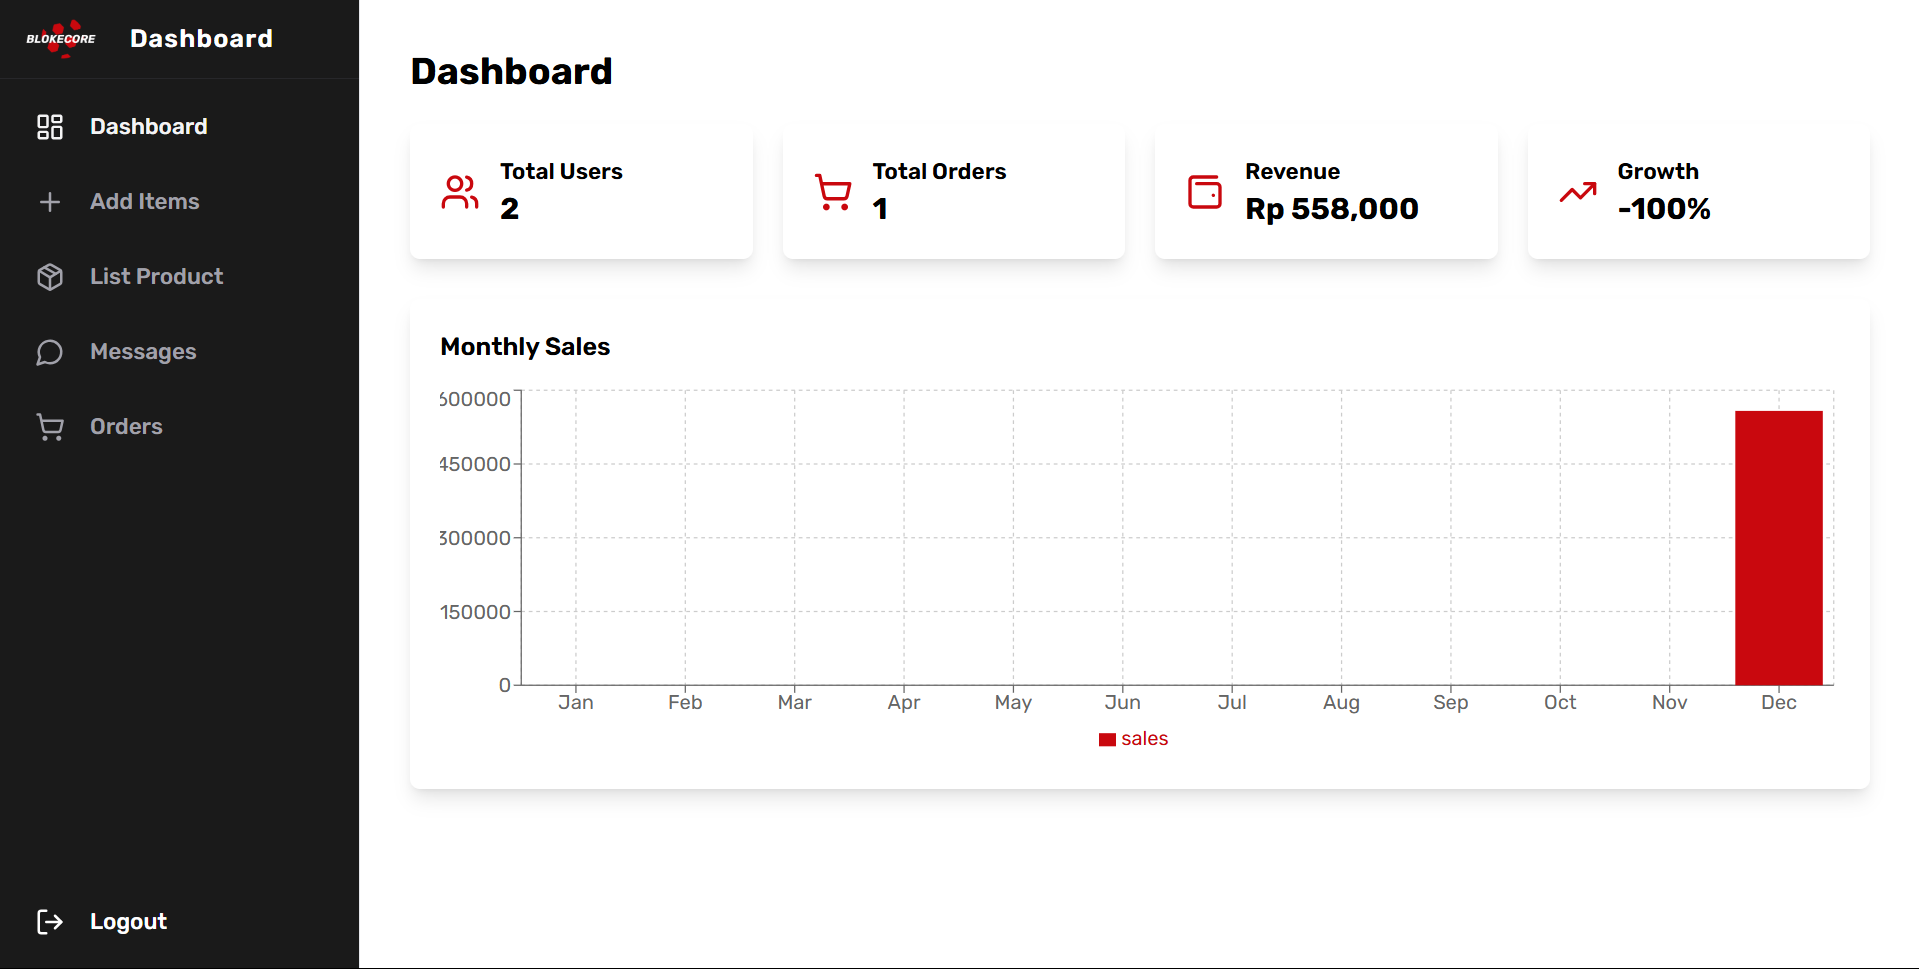 BLOKECORE
Dashboard
Dashboard
Add Items
List Product
Messages
Orders
Logout
Dashboard
Total Users
2
Total Orders
1
Revenue
Rp 558,000
Growth
-100%
Monthly Sales
600000
450000
300000
150000
0
Jan Feb Mar Apr May Jun Jul Aug Sep Oct Nov Dec
sales